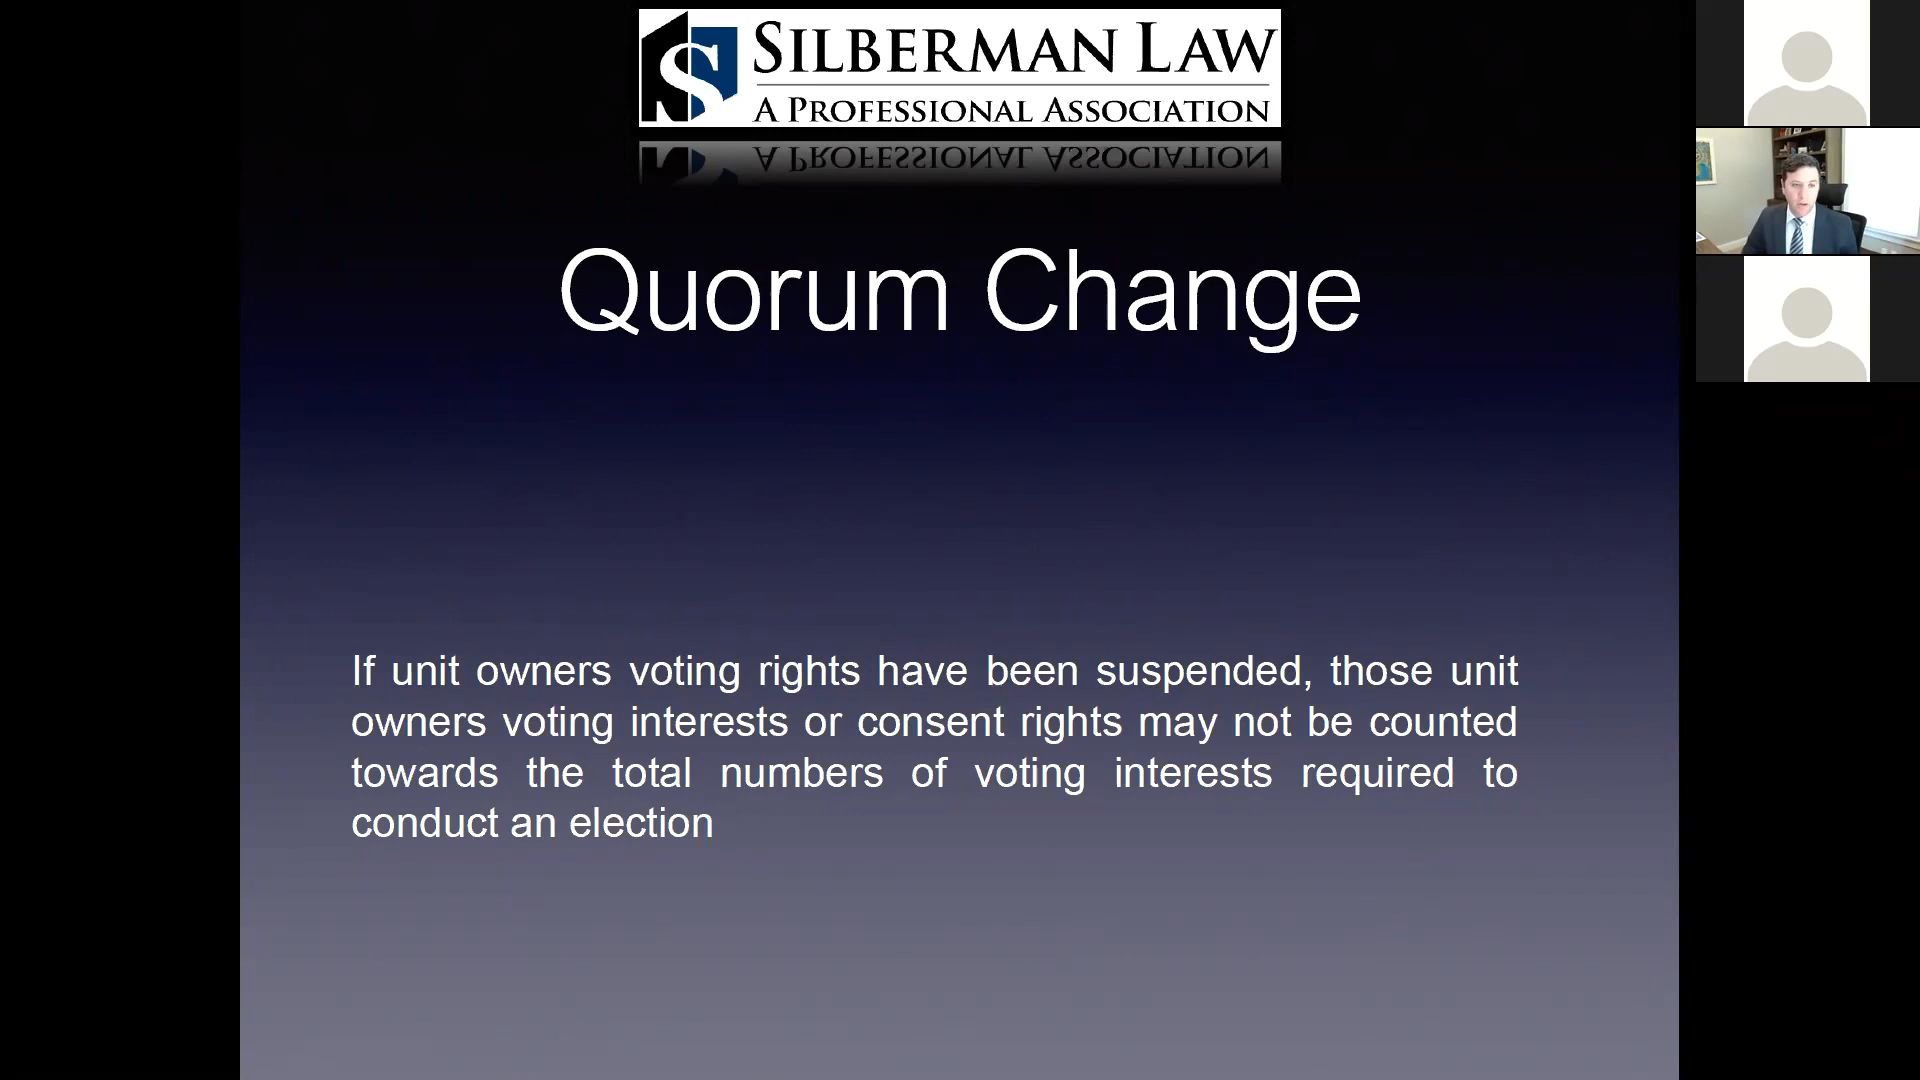 SILBERMAN LAW
A PROFESSIONAL ASSOCIATION
A PROFESSIONAL ASSOCIATION
Quorum Change
If unit owners voting rights have been suspended, those unit
owners voting interests or consent rights may not be counted
towards the total numbers of voting interests required to
conduct an election